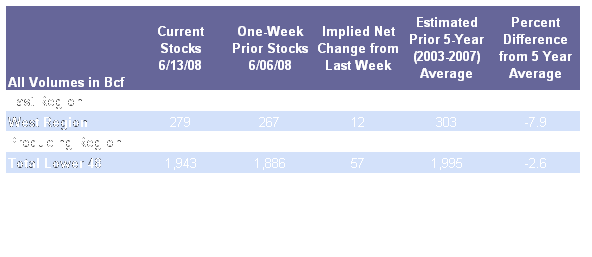 All Volumes in Bcf Current Stocks 6/13/08 One-Week Prior Stocks 6/06/08 Implied Net Change from Last Week Estimated Prior 5-Year (2003-2007) Average Percent Difference from 5 Year Average
East Region
West Region 279 267 12 303 -7.9
Producing Region
Total Lower 48 1,943 1,886 57 1,995 -2.6